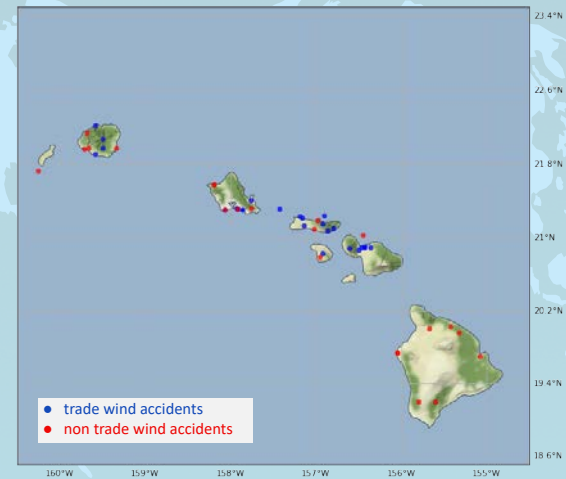 23.4°N
22.6°N
21.8°N
21°N
20.2°N
19.4°N
18.6°N
trade wind accidents
non trade wind accidents
160°W 159°W 158°W 157°W 156°W 155°W